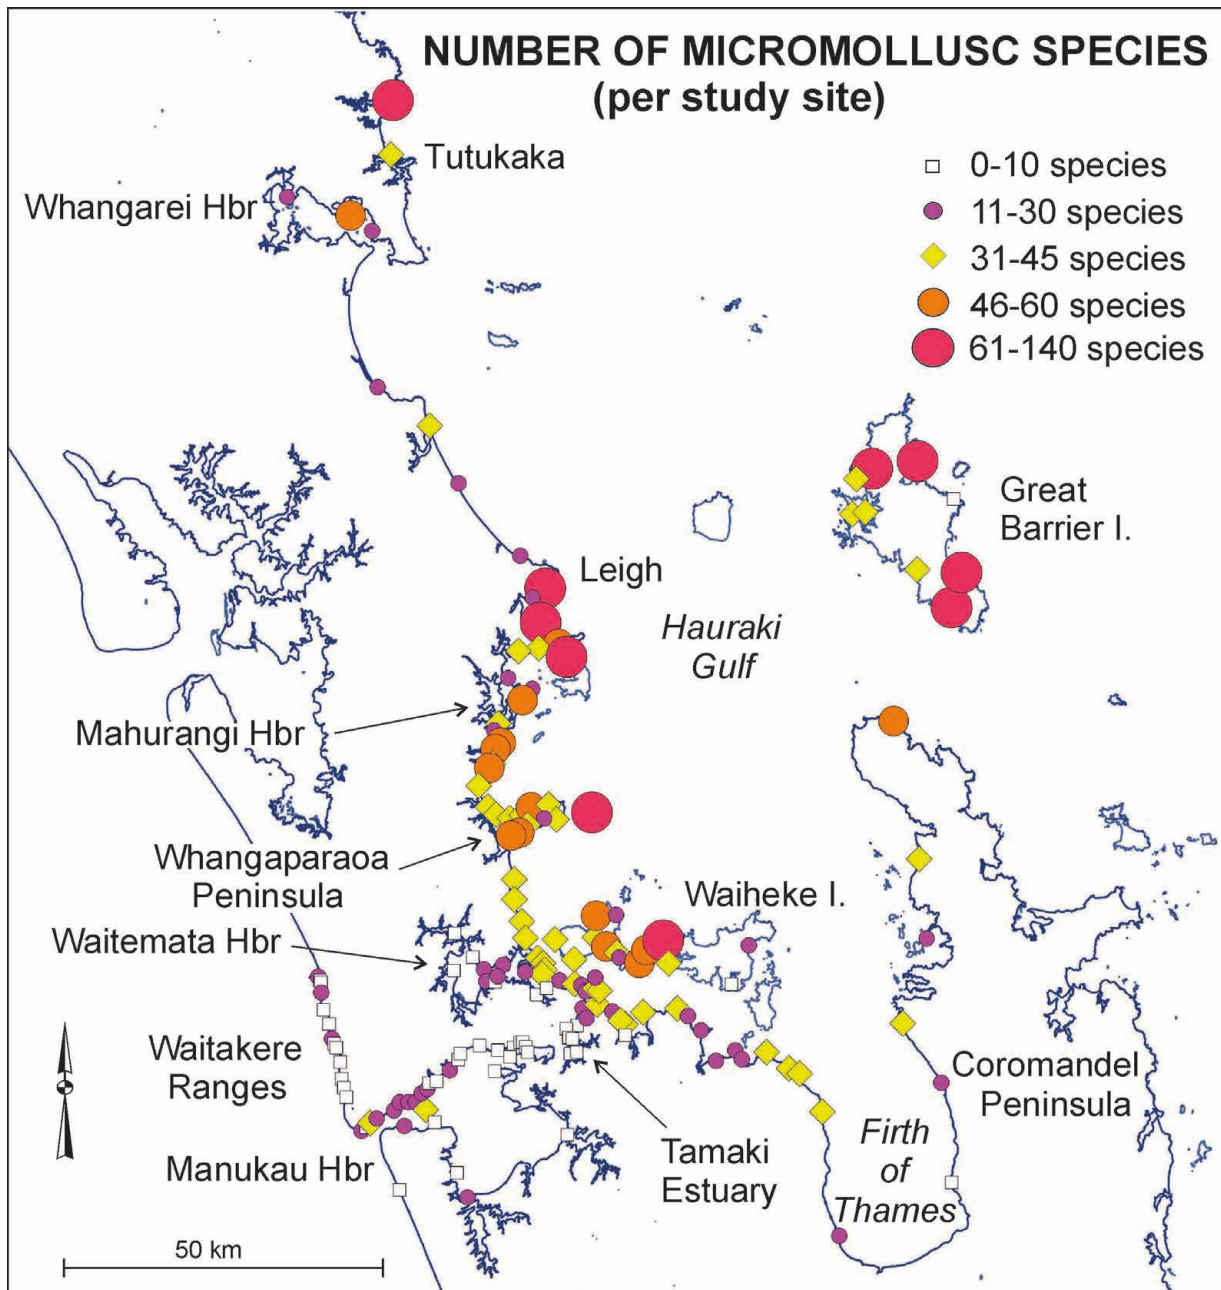 NUMBER OF MICROMOLLUSC SPECIES
(per study site)
0-10 species
11-30 species
31-45 species
46-60 species
61-140 species
Tutukaka
Whangarei Hbr
Great
Barrier I.
Leigh
Hauraki
Gulf
Mahurangi Hbr
Whangaparaoa
Peninsula
Waiheke I.
Waitemata Hbr
Waitakere
Ranges
Coromandel
Peninsula
Manukau Hbr
Tamaki
Estuary
Firth
of
Thames
50 km